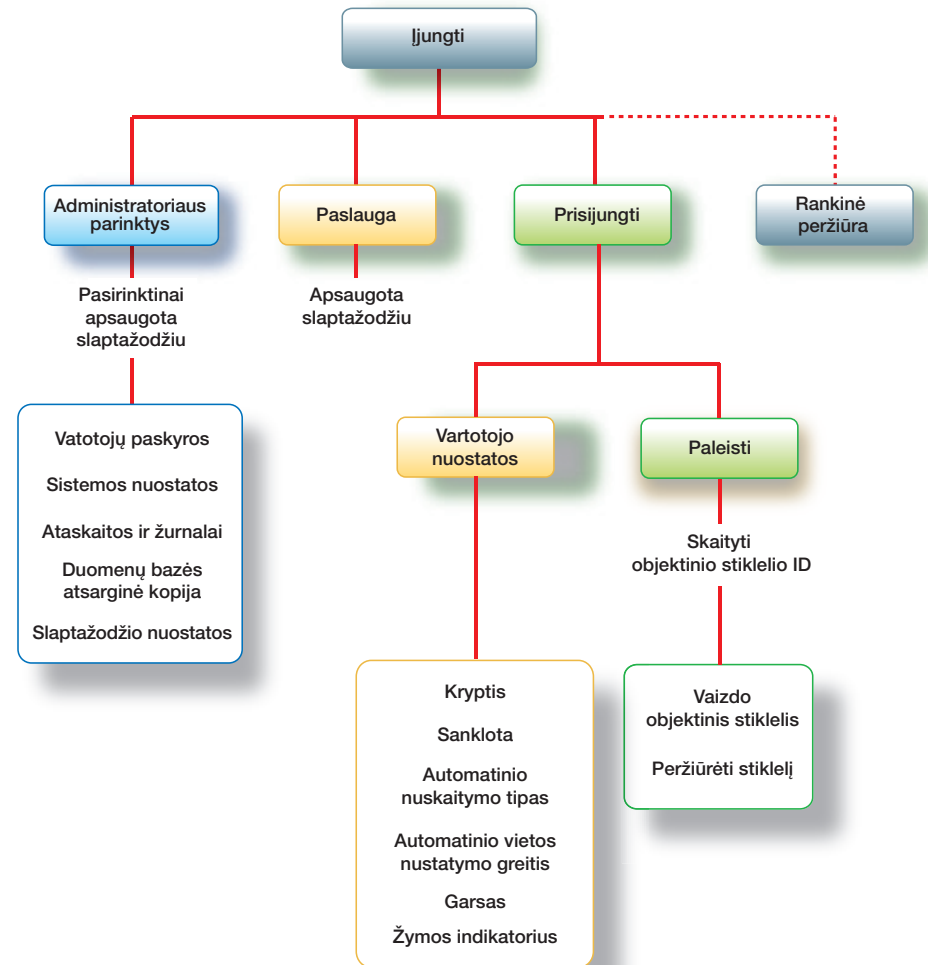 Įjungti
Administratoriaus
parinktys
Paslauga
Prisijungti
Rankinė
peržiūra
Pasirinktinai
apsaugota
slaptažodžiu
Apsaugota
slaptažodžiu
Vatotojų paskyros
Sistemos nuostatos
Ataskaitos ir žurnalai
Duomenų bazės
atsarginė kopija
Slaptažodžio nuostatos
Vartotojo
nuostatos
Paleisti
Skaityti
objektinio stiklelio ID
Kryptis
Sanklota
Automatinio
nuskaitymo tipas
Automatinio vietos
nustatymo greitis
Garsas
Žymos indikatorius
Vaizdo
objektinis stiklelis
Peržiūrėti stiklelį